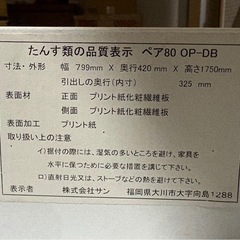 たんす類の品質表示 ペア80 OP-DB
寸法・外形 幅 799mm X 奥行420mm X 高さ1750mm
引出しの奥行(内寸) 325 mm
表面材 正面 プリント紙化粧繊維板
側面 プリント紙化粧繊維板
表面加工 プリント紙
取り扱い上の注意
イ)据付の際には、湿気の多いところを避け、家具を
水平に保つために必要な措置を講じて下さい。
ロ)直射日光又は、ストーブなどの熱を避けて下さい。
表示者 株式会社サン 福岡県大川市大字向島1288